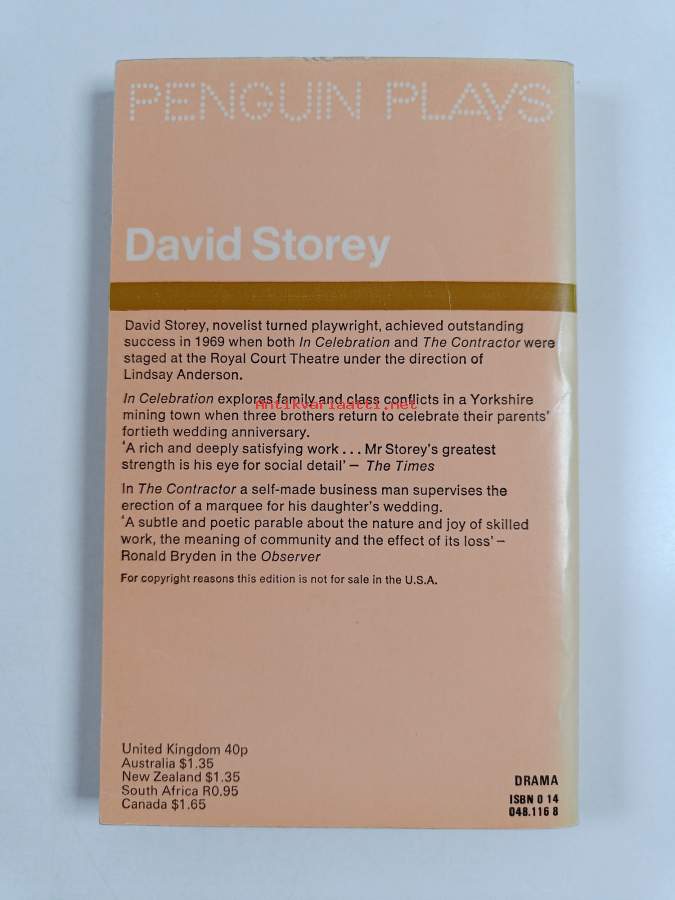 PENGUIN PLAYS
David Storey
David Storey, novelist turned playwright, achieved outstanding
success in 1969 when both In Celebration and The Contractor were
staged at the Royal Court Theatre under the direction of
Lindsay Anderson.
In Celebration explores family and class conflicts in a Yorkshire
Antikvariaatti.net
mining town when three brothers return to celebrate their parents'
fortieth wedding anniversary.
'A rich and deeply satisfying work . . . Mr Storey's greatest
strength is his eye for social detail' – The Times
In The Contractor a self-made business man supervises the
erection of a marquee for his daughter's wedding.
'A subtle and poetic parable about the nature and joy of skilled
work, the meaning of community and the effect of its loss' –
Ronald Bryden in the Observer
For copyright reasons this edition is not for sale in the U.S.A.
United Kingdom 40p
Australia $1.35
New Zealand $1.35
South Africa R0.95
Canada $1.65
DRAMA
ISBN 0 14
048.116 8